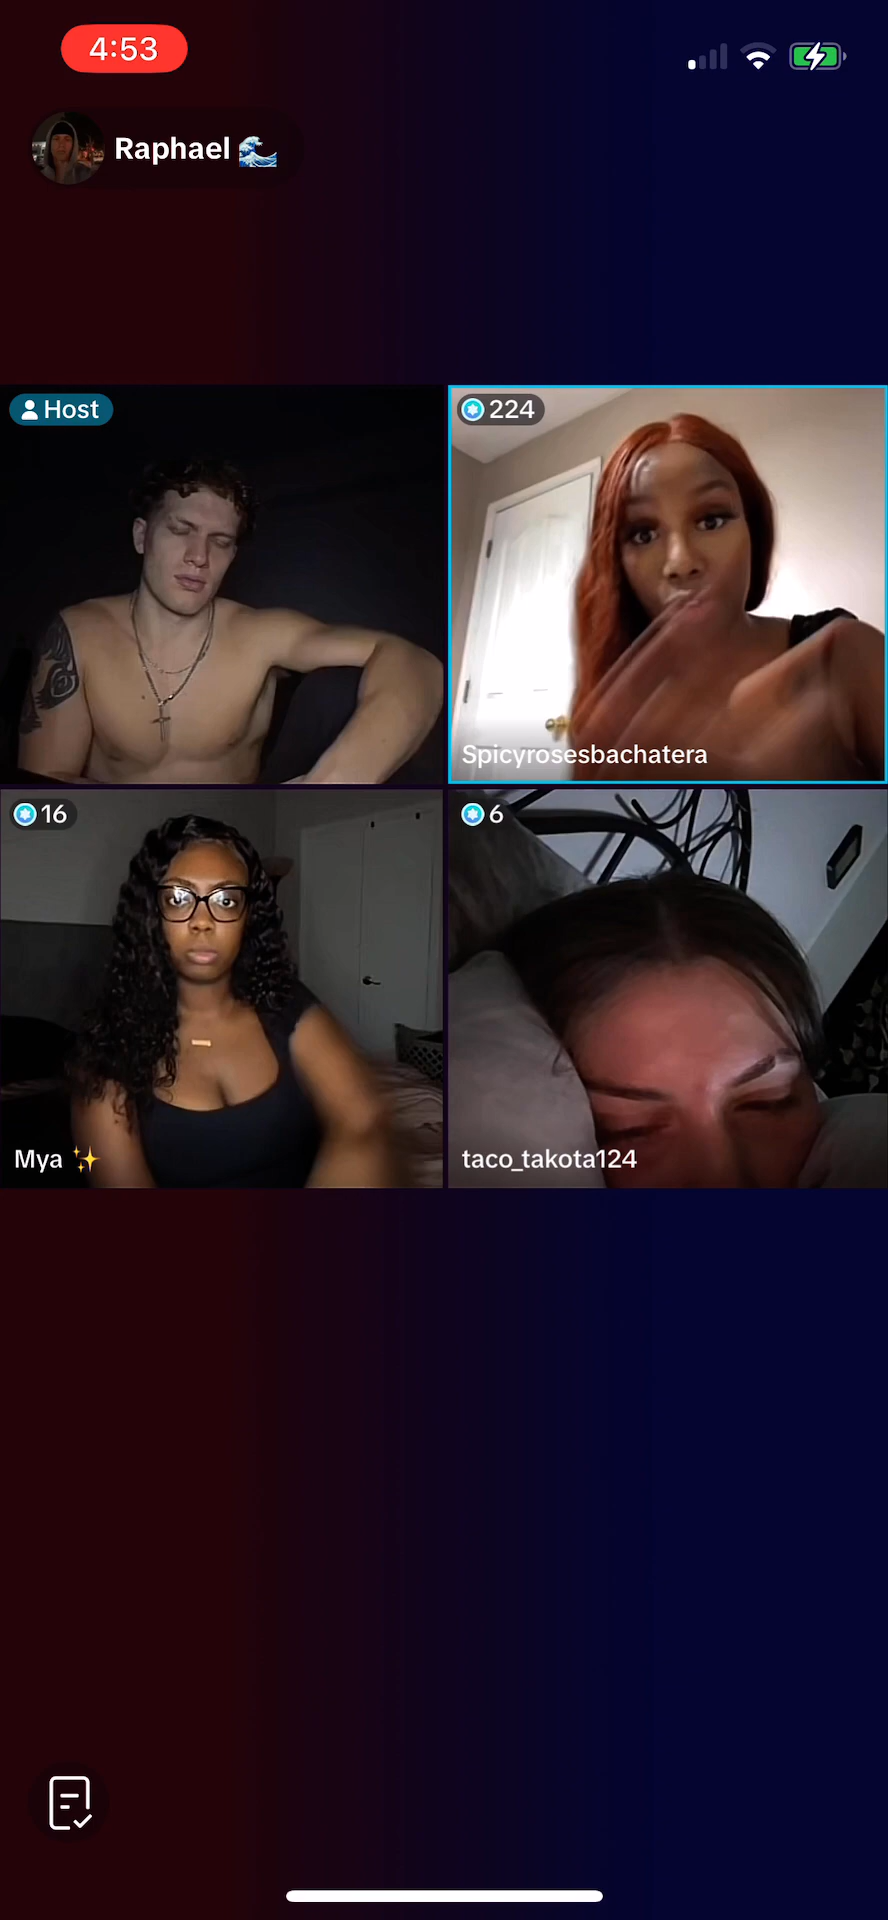 4:53
Raphael 🌊
Host
224
Spicyrosesbachatera
16
6
Mya ✨
taco_takota124